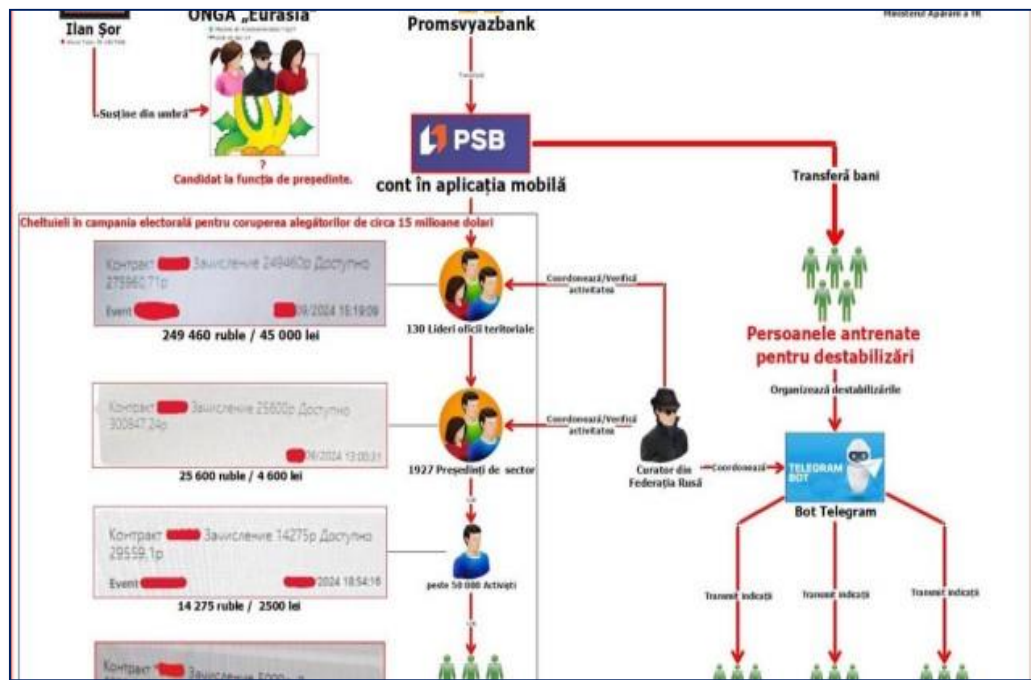 ONGA „Eurasia”
Ilan Șor
Promsvyazbank
Susține din umbră
?
Candidat la funcția de președinte.
PSB
cont în aplicația mobilă
Transferă bani
Cheltuieli în campania electorală pentru coruperea alegătorilor de circa 15 milioane dolari
Контракт Зачисление 249460р Доступно
275960,71р
Event 09/2024 15:19:09
249 460 ruble / 45 000 lei
130 Lideri oficii teritoriale
Coordonează/Verifică
activitatea
Persoanele antrenate
pentru destabilizări
Organizează destabilizările
Контракт Зачисление 25600р Доступно
300847,24р
09/2024 13:00:31
25 600 ruble / 4 600 lei
1927 Președinți de sector
Coordonează/Verifică
activitatea
Curator din
Federația Rusă
Coordonează
TELEGRAM
BOT
Bot Telegram
Контракт Зачисление 14275р Доступно
29559,1р
Event /2024 18:54:16
14 275 ruble / 2500 lei
peste 50 000 Activiști
Transmit indicații
Transmit indicații
Transmit indicații
Контракт Зачисление